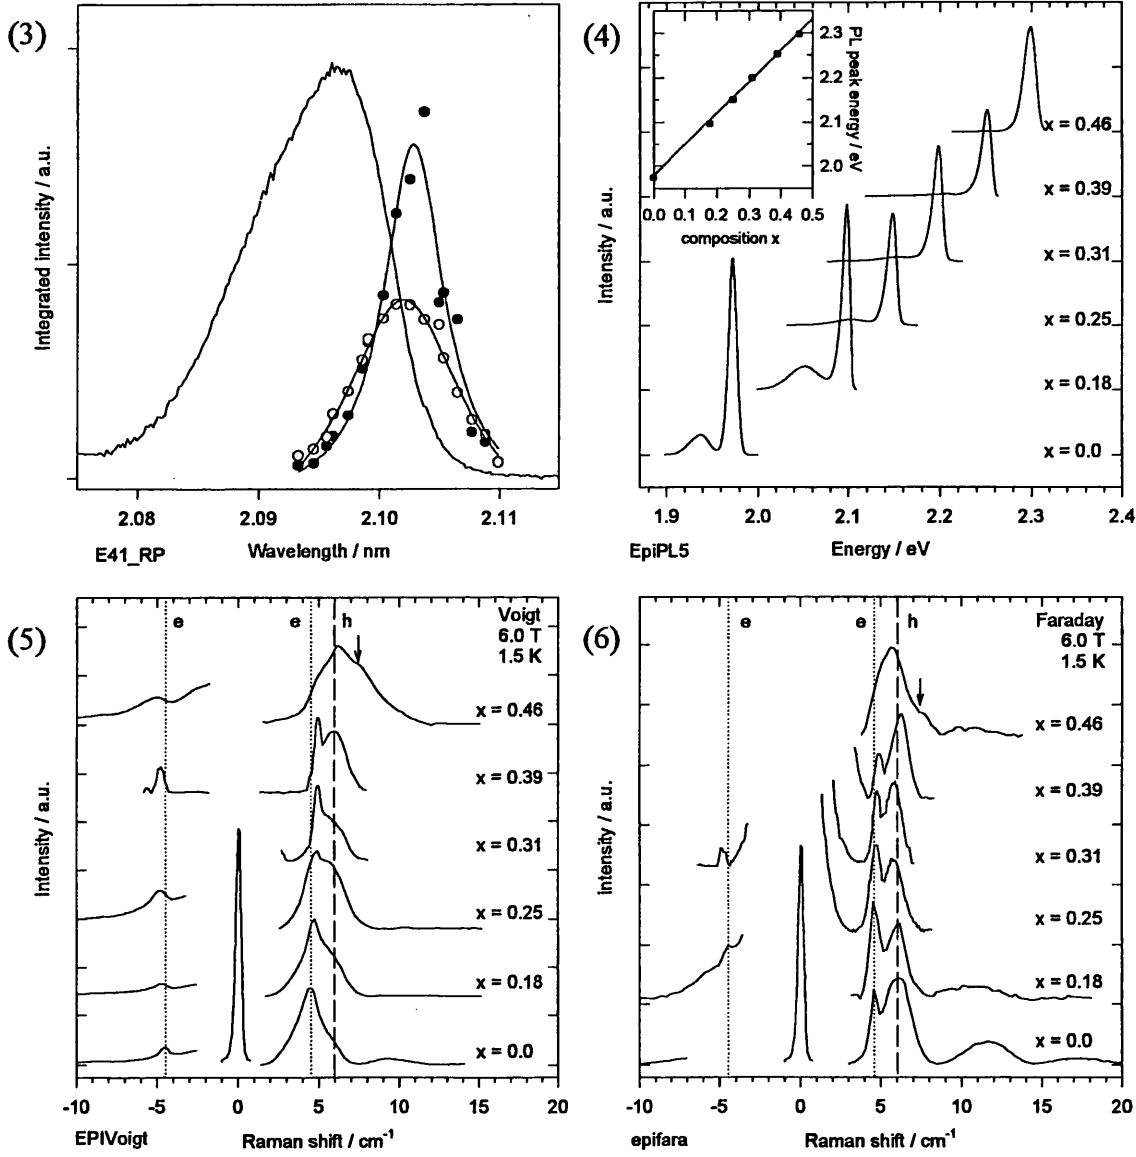 (3)
Integrated intensity / a.u.
2.08 2.09 2.10 2.11
E41_RP Wavelength / nm
(4)
Intensity / a.u.
PL peak energy / eV
2.3
2.2
2.1
2.0
0.0 0.1 0.2 0.3 0.4 0.5
composition x
x = 0.46
x = 0.39
x = 0.31
x = 0.25
x = 0.18
x = 0.0
1.9 2.0 2.1 2.2 2.3 2.4
EpiPL5 Energy / eV
(5)
Intensity / a.u.
e e h Voigt
6.0 T
1.5 K
x = 0.46
x = 0.39
x = 0.31
x = 0.25
x = 0.18
x = 0.0
-10 -5 0 5 10 15 20
EPIVoigt Raman shift / cm⁻¹
(6)
intensity / a.u.
e e h Faraday
6.0 T
1.5 K
x = 0.46
x = 0.39
x = 0.31
x = 0.25
x = 0.18
x = 0.0
-10 -5 0 5 10 15 20
epifara Raman shift / cm⁻¹